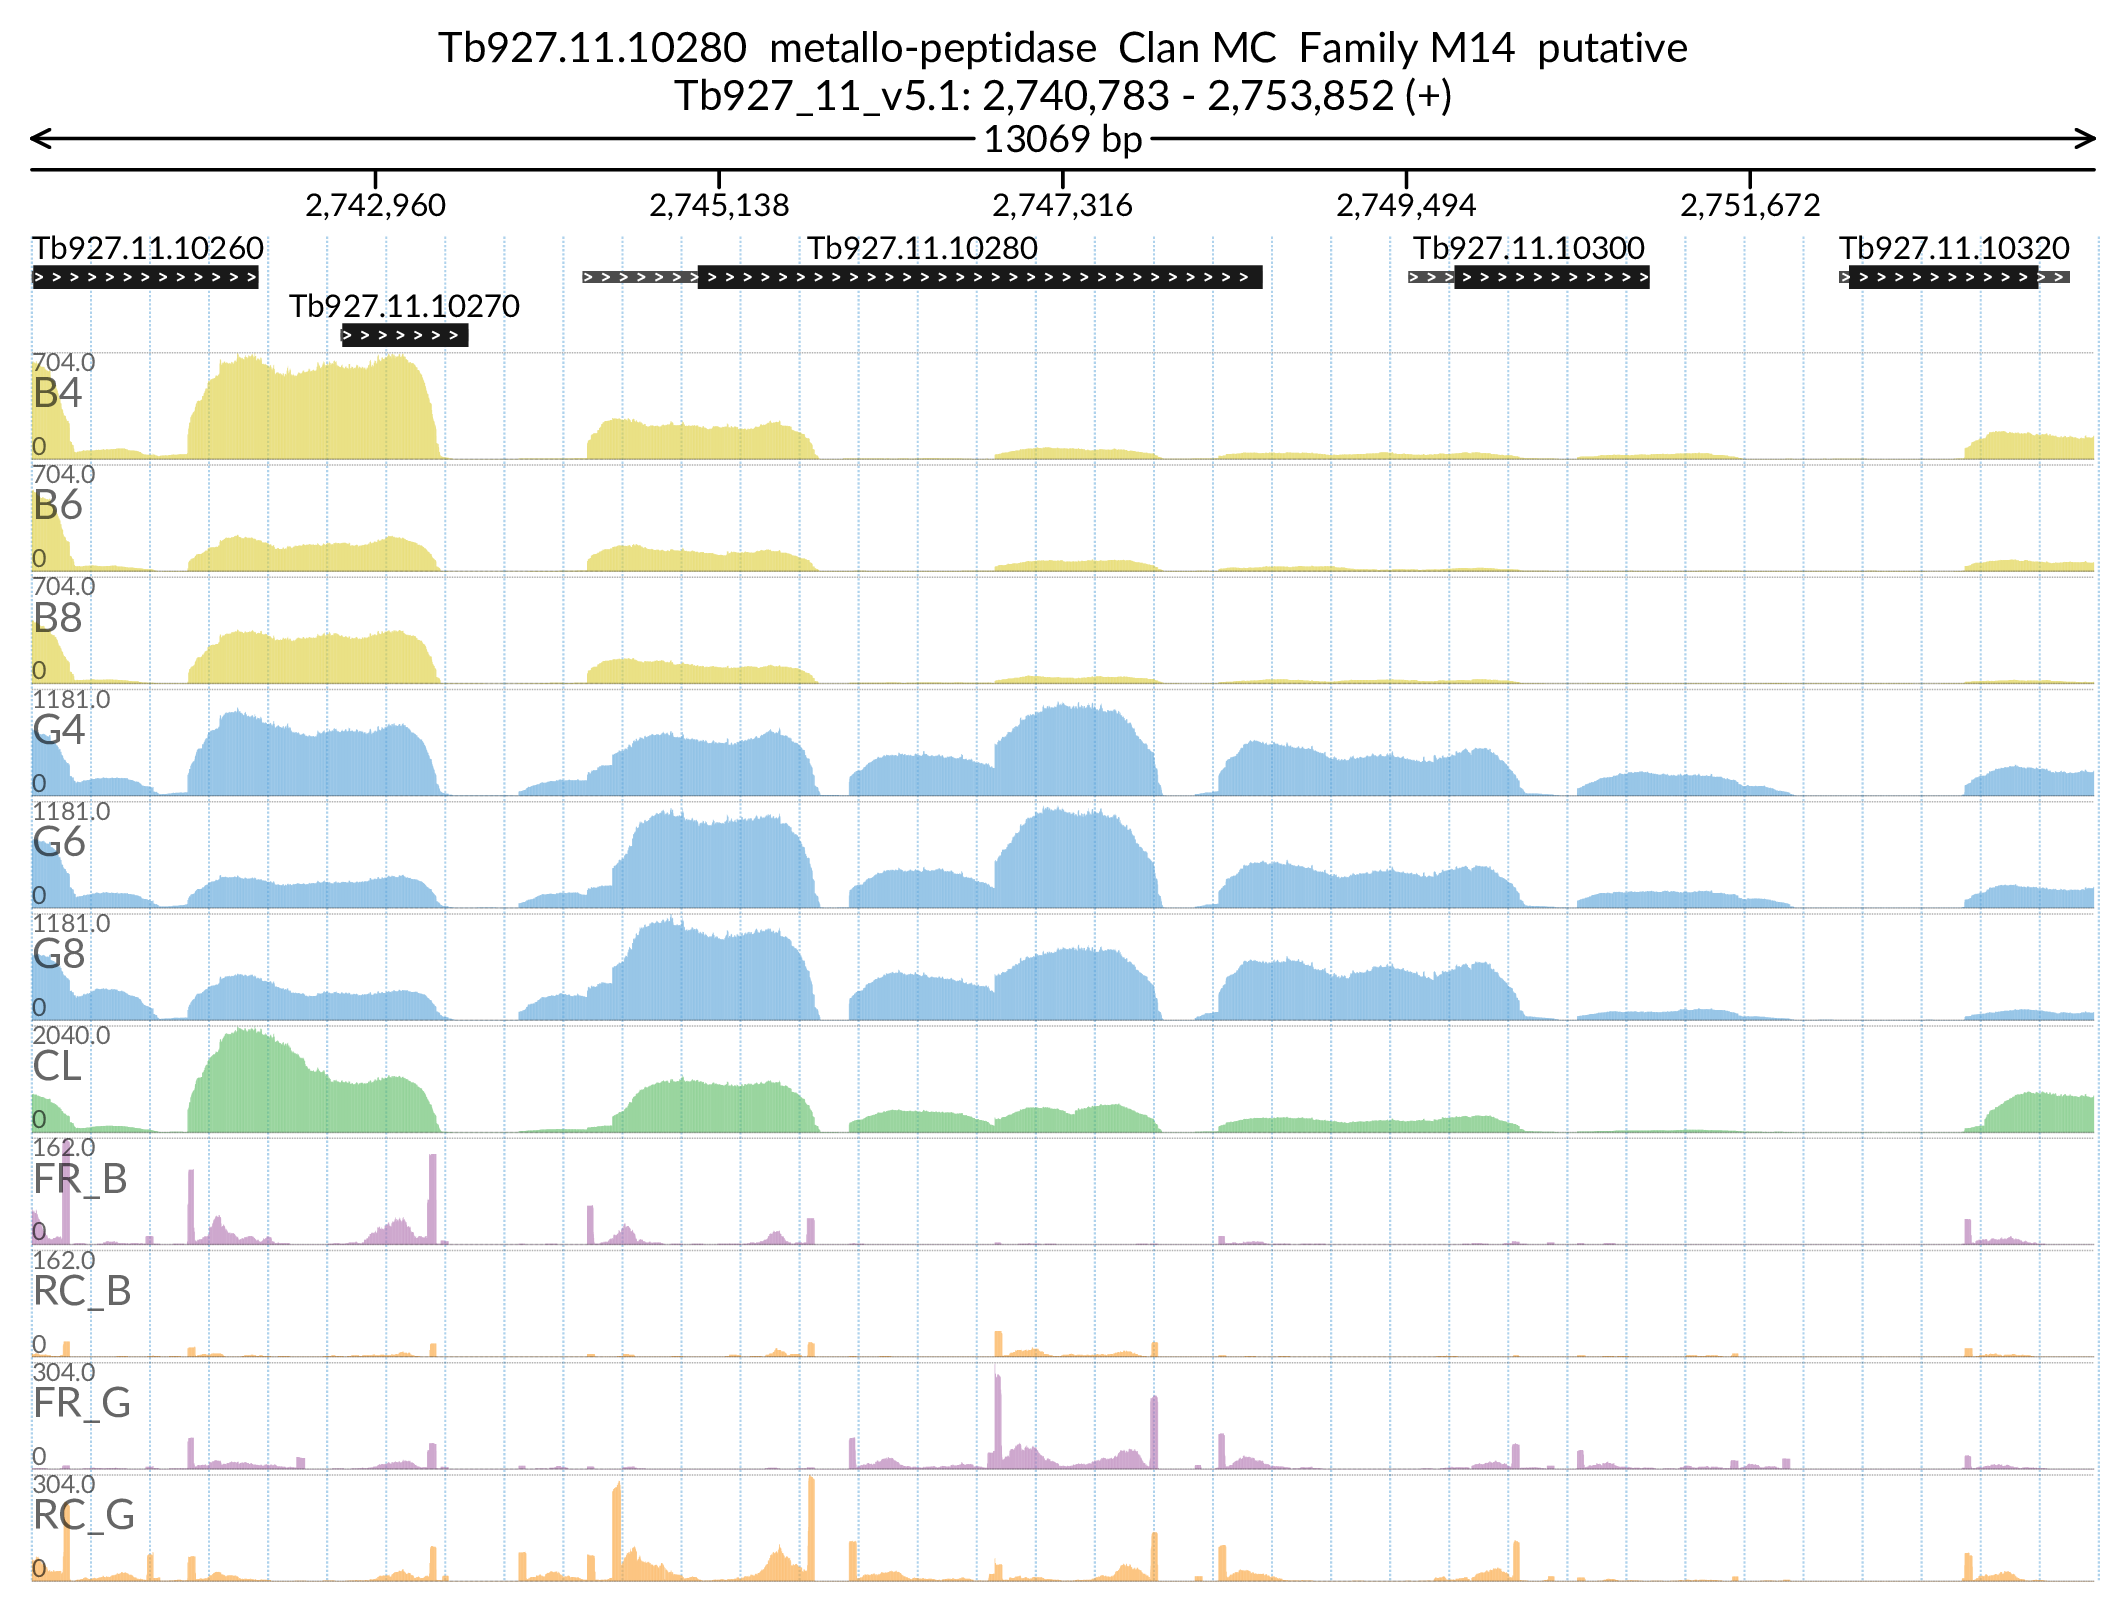 Tb927.11.10280 metallo-peptidase Clan MC Family M14 putative
Tb927_11_v5.1: 2,740,783 - 2,753,852 (+)
13069 bp
2,742,960 2,745,138 2,747,316 2,749,494 2,751,672
Tb927.11.10260 Tb927.11.10280 Tb927.11.10300 Tb927.11.10320
Tb927.11.10270
704.0
B4
0
704.0
B6
0
704.0
B8
0
1181.0
G4
0
1181.0
G6
0
1181.0
G8
0
2040.0
CL
0
162.0
FR_B
0
162.0
RC_B
0
304.0
FR_G
0
304.0
RC_G
0